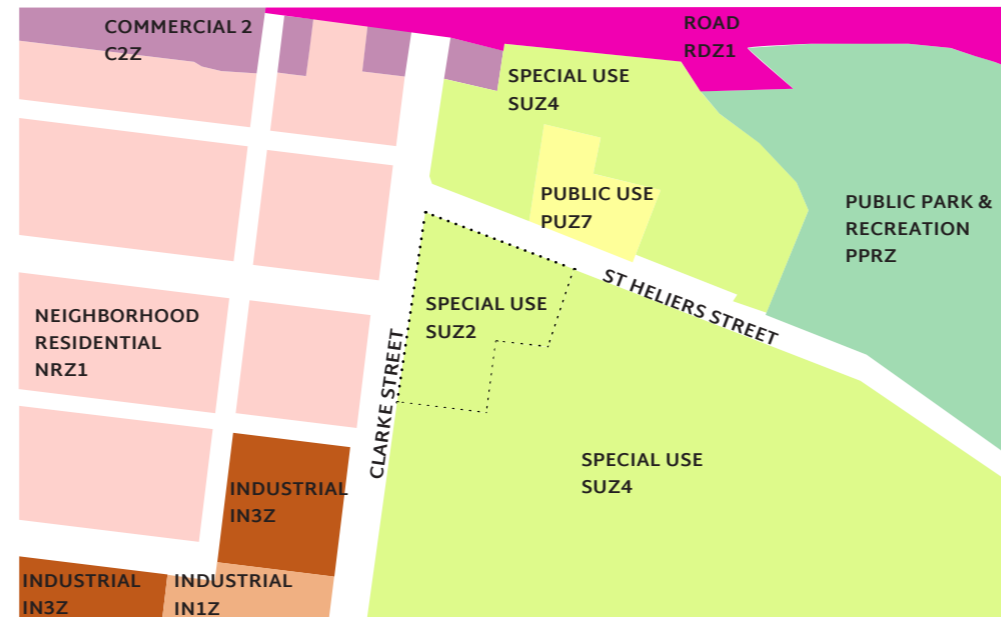 COMMERCIAL 2
C2Z
ROAD
RDZ1
SPECIAL USE
SUZ4
PUBLIC USE
PUZ7
PUBLIC PARK &
RECREATION
PPRZ
ST HELIERS STREET
SPECIAL USE
SUZ2
NEIGHBORHOOD
RESIDENTIAL
NRZ1
CLARKE STREET
SPECIAL USE
SUZ4
INDUSTRIAL
IN3Z
INDUSTRIAL
IN3Z
INDUSTRIAL
IN1Z